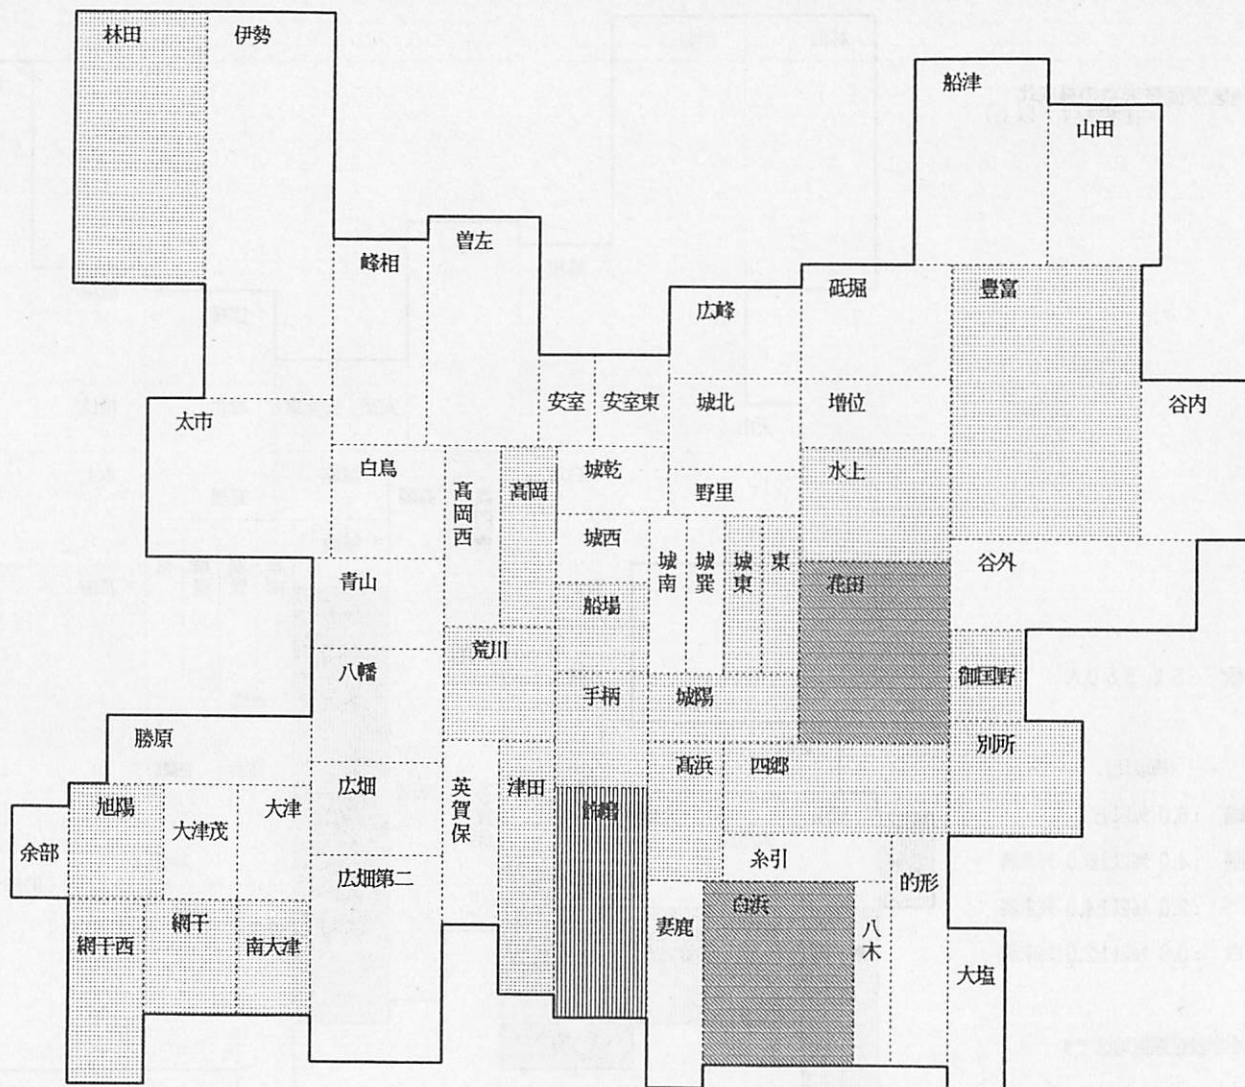 林田
伊勢
船津
山田
峰相
曽左
広峰
砥堀
豊富
安室
安室東
城北
増位
谷内
太市
白鳥
高岡西
高岡
城乾
野里
水上
城西
城南
城巽
城東
東
谷外
青山
船場
花田
荒川
八幡
手柄
城陽
御国野
勝原
別所
広畑
英賀保
津田
高浜
四郷
旭陽
大津茂
大津
飾磨
余部
広畑第二
糸引
的形
網干西
網干
南大津
妻鹿
白浜
八木
大塩